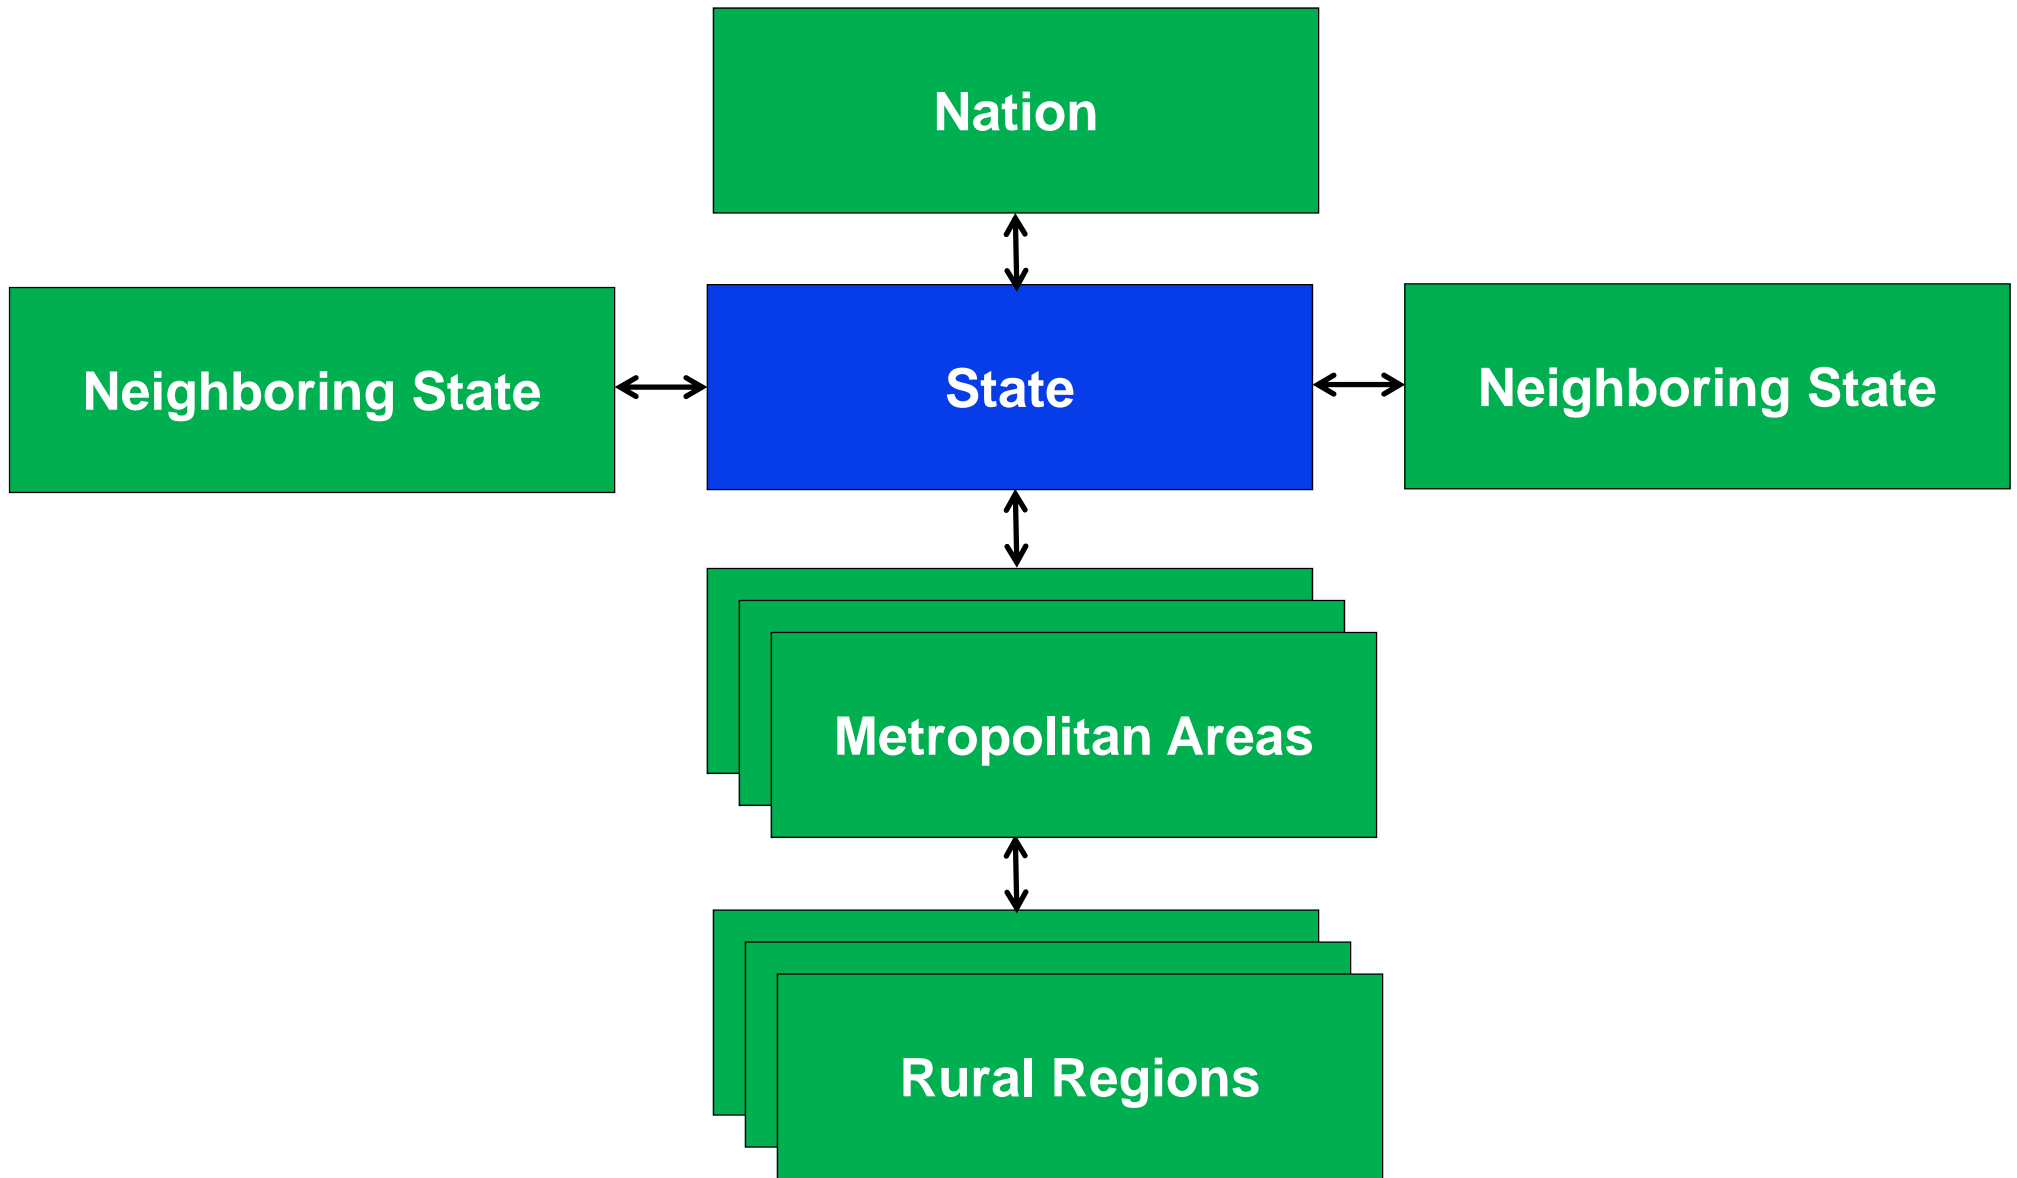 Nation
Neighboring State
State
Neighboring State
Metropolitan Areas
Rural Regions